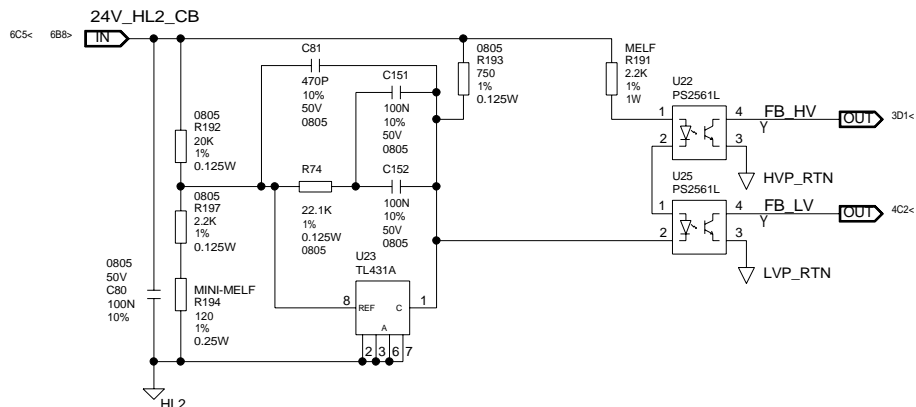 24V_HL2_CB
6C5<
6B8>
IN
C81
470P
10%
50V
0805
C151
100N
10%
50V
0805
0805
R193
750
1%
0.125W
MELF
R191
2.2K
1%
1W
U22
PS2561L
1
4
FB_HV
Y
OUT
3D1<
2
3
HVP_RTN
0805
R192
20K
1%
0.125W
R74
22.1K
1%
0.125W
0805
C152
100N
10%
50V
0805
U25
PS2561L
1
4
FB_LV
Y
OUT
4C2<
2
3
LVP_RTN
0805
R197
2.2K
1%
0.125W
0805
50V
C80
100N
10%
MINI-MELF
R194
120
1%
0.25W
U23
TL431A
8
REF
C
1
A
2
3
6
7
HL2